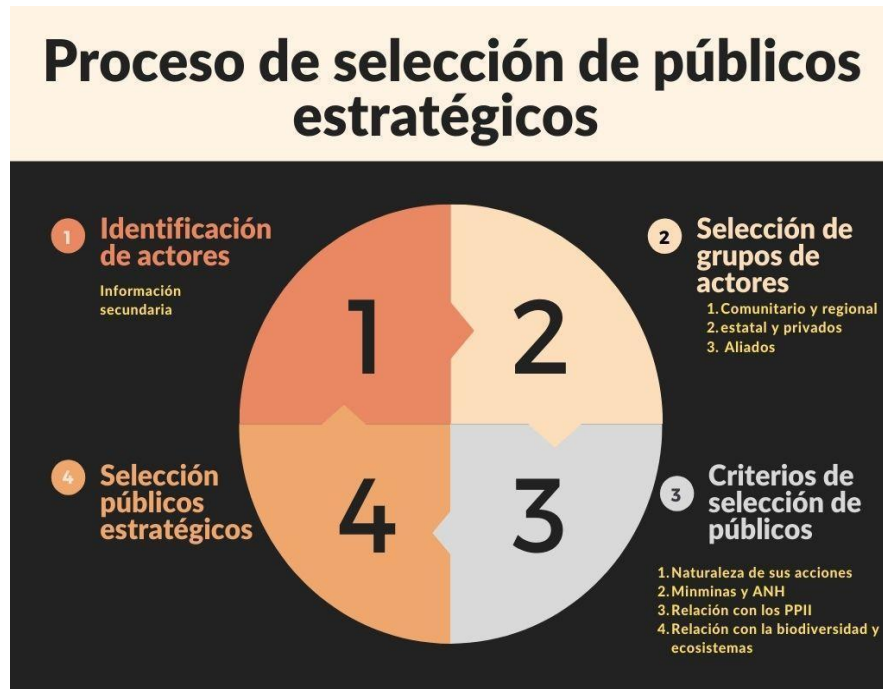 Proceso de selección de públicos
estratégicos
1
Identificación
de actores
Información
secundaria
2
Selección de
grupos de
actores
1.Comunitario y regional
2.estatal y privados
3. Aliados
1
2
4
Selección
públicos
estratégicos
4
3
3
Criterios de
selección de
públicos
1.Naturaleza de sus acciones
2.Minminas y ANH
3.Relación con los PPII
4.Relación con la biodiversidad y
ecosistemas